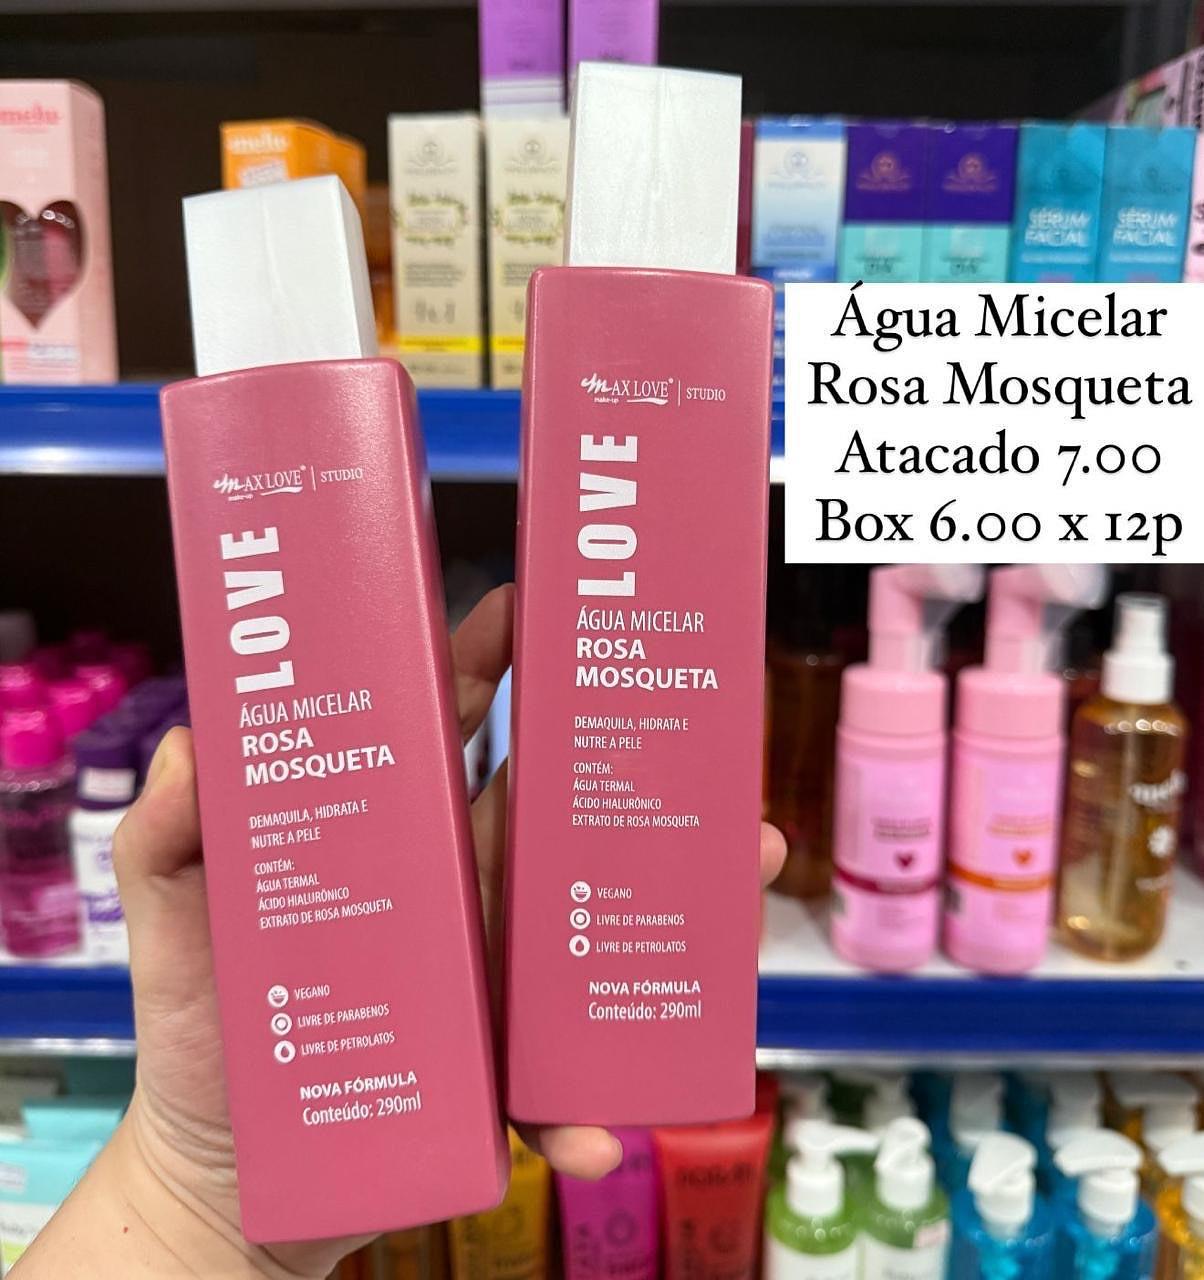 Água Micelar
Rosa Mosqueta
Atacado 7.00
Box 6.00 x 12p
melu
melu
SÉRUM
FACIAL
SÉRUM
FACIAL
MAX LOVE® | STUDIO
make-up
LOVE
ÁGUA MICELAR
ROSA
MOSQUETA
DEMAQUILA, HIDRATA E
NUTRE A PELE
CONTÉM:
ÁGUA TERMAL
ÁCIDO HIALURÔNICO
EXTRATO DE ROSA MOSQUETA
VEGANO
LIVRE DE PARABENOS
LIVRE DE PETROLATOS
NOVA FÓRMULA
Conteúdo: 290ml
MAX LOVE® | STUDIO
make-up
LOVE
ÁGUA MICELAR
ROSA
MOSQUETA
DEMAQUILA, HIDRATA E
NUTRE A PELE
CONTÉM:
ÁGUA TERMAL
ÁCIDO HIALURÔNICO
EXTRATO DE ROSA MOSQUETA
VEGANO
LIVRE DE PARABENOS
LIVRE DE PETROLATOS
NOVA FÓRMULA
Conteúdo: 290ml